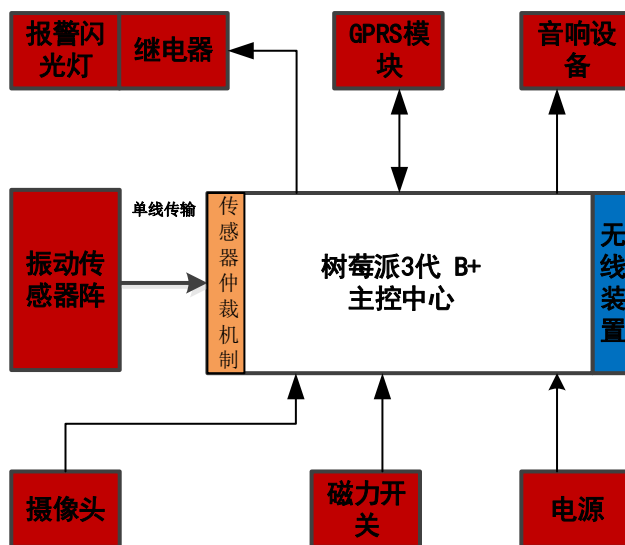 报警闪
光灯
继电器
GPRS模
块
音响设
备
单线传输
振动传
感器阵
传
感
器
仲
裁
机
制
树莓派3代 B+
主控中心
无
线
装
置
摄像头
磁力开
关
电源